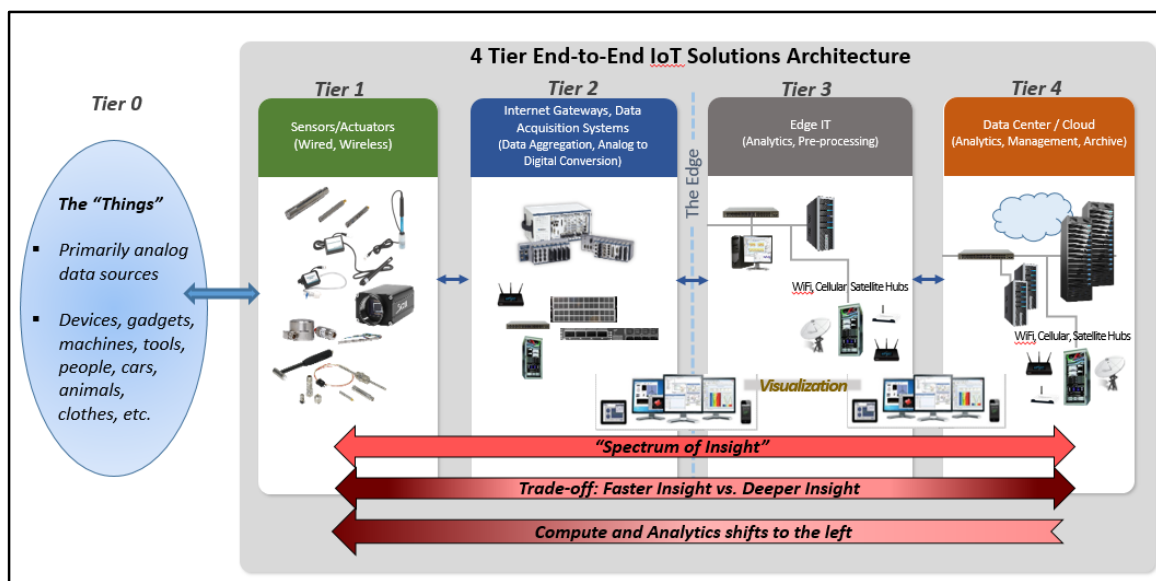 4 Tier End-to-End IoT Solutions Architecture
Tier 0
Tier 1
Tier 2
Tier 3
Tier 4
The “Things”
▪ Primarily analog
data sources
▪ Devices, gadgets,
machines, tools,
people, cars,
animals,
clothes, etc.
Sensors/Actuators
(Wired, Wireless)
Internet Gateways, Data
Acquisition Systems
(Data Aggregation, Analog to
Digital Conversion)
The Edge
Edge IT
(Analytics, Pre-processing)
Data Center / Cloud
(Analytics, Management, Archive)
WiFi, Cellular, Satellite Hubs
WiFi, Cellular, Satellite Hubs
Visualization
“Spectrum of Insight”
Trade-off: Faster Insight vs. Deeper Insight
Compute and Analytics shifts to the left